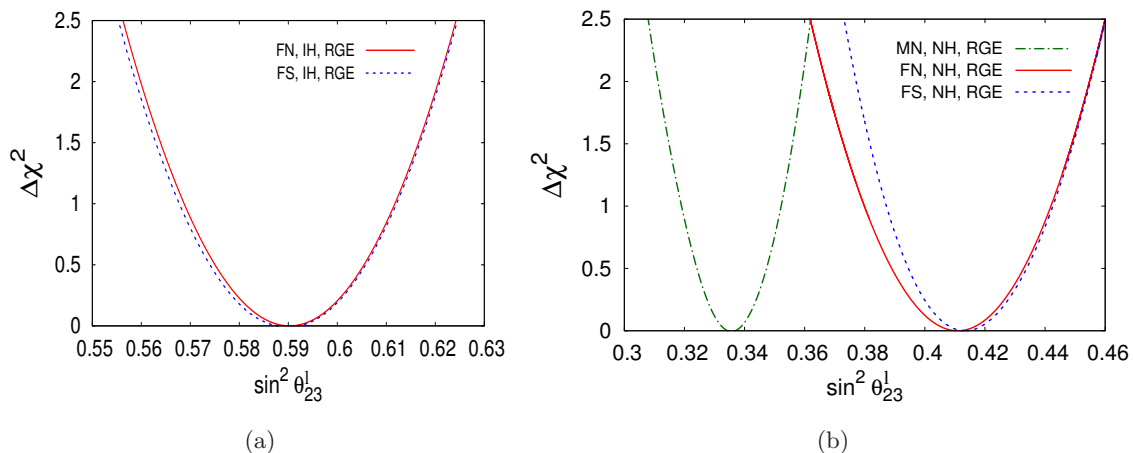 2.5
2
1.5
1
0.5
0
Δχ²
FN, IH, RGE
FS, IH, RGE
0.55 0.56 0.57 0.58 0.59 0.6 0.61 0.62 0.63
sin² θ₂₃ˡ
(a)
2.5
2
1.5
1
0.5
0
Δχ²
MN, NH, RGE
FN, NH, RGE
FS, NH, RGE
0.3 0.32 0.34 0.36 0.38 0.4 0.42 0.44 0.46
sin² θ₂₃ˡ
(b)